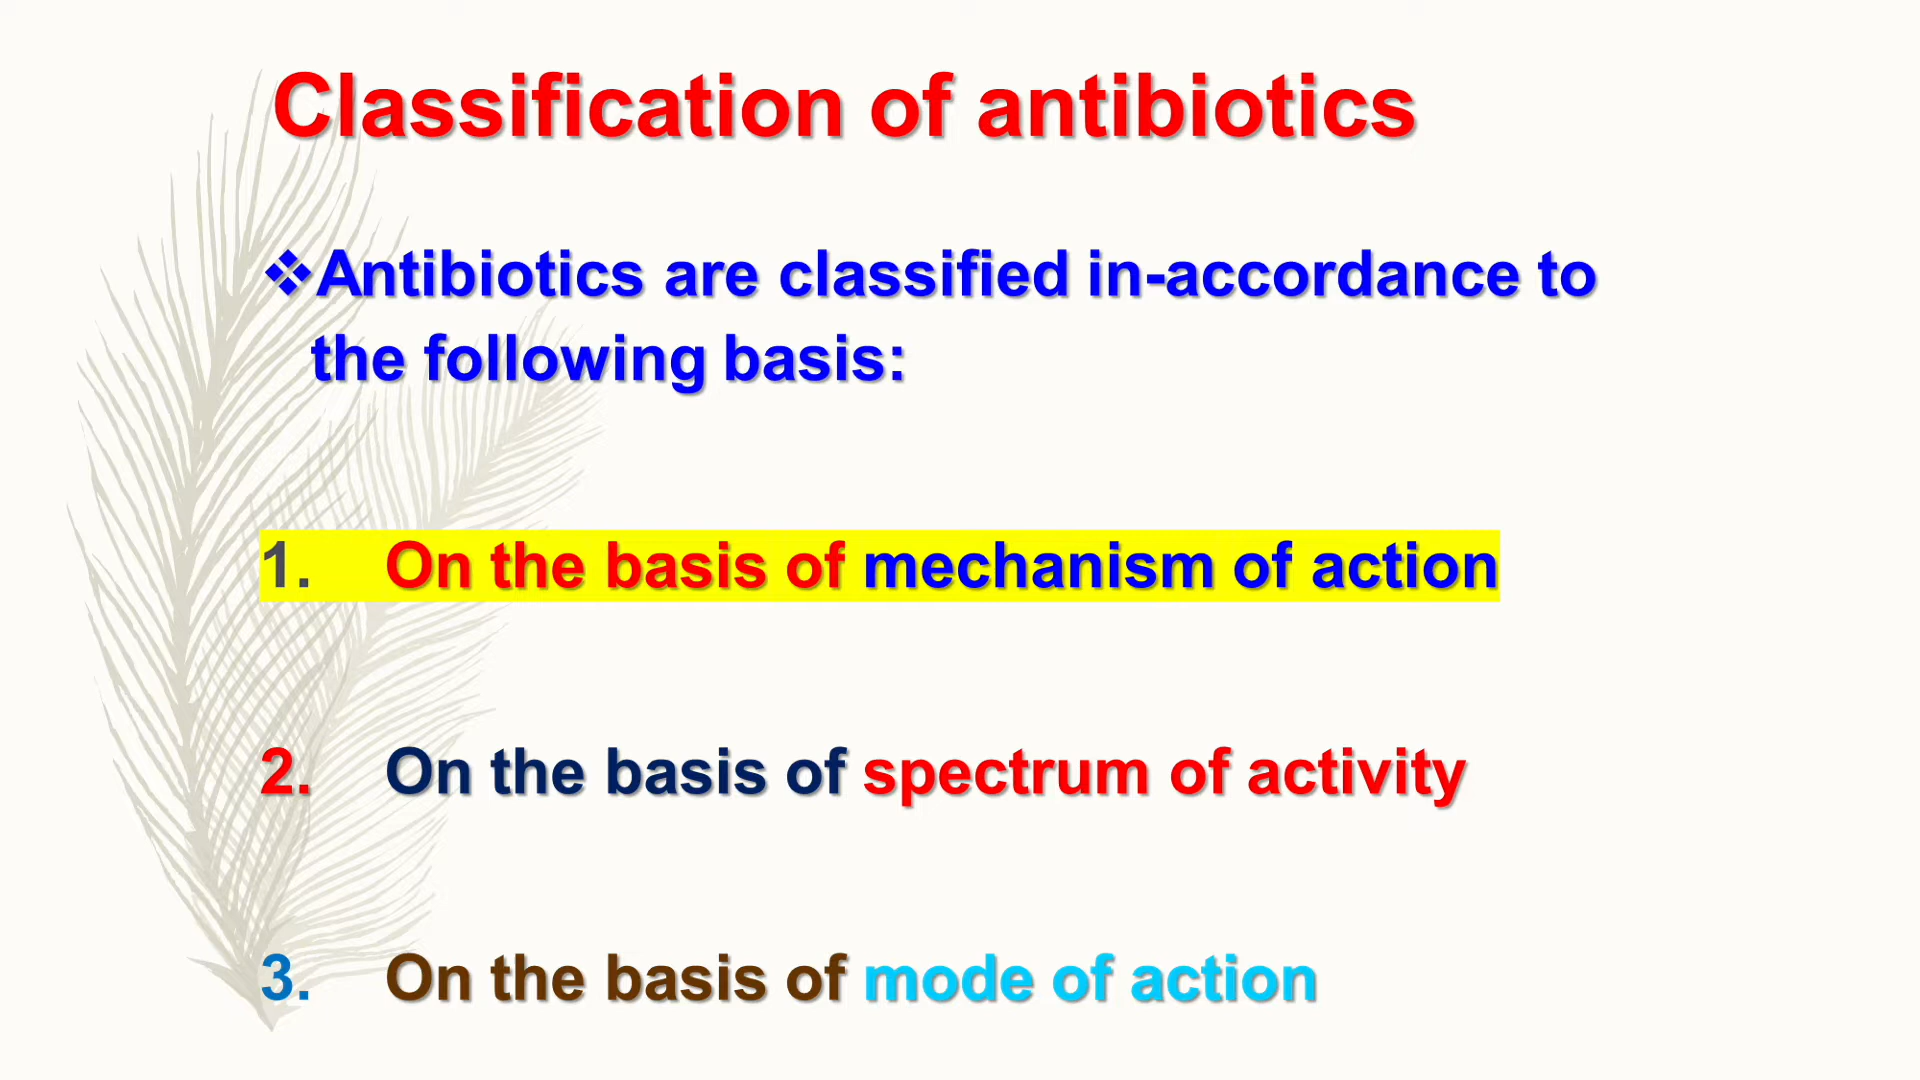 Classification of antibiotics
❖Antibiotics are classified in-accordance to
the following basis:
1. On the basis of mechanism of action
2. On the basis of spectrum of activity
3. On the basis of mode of action